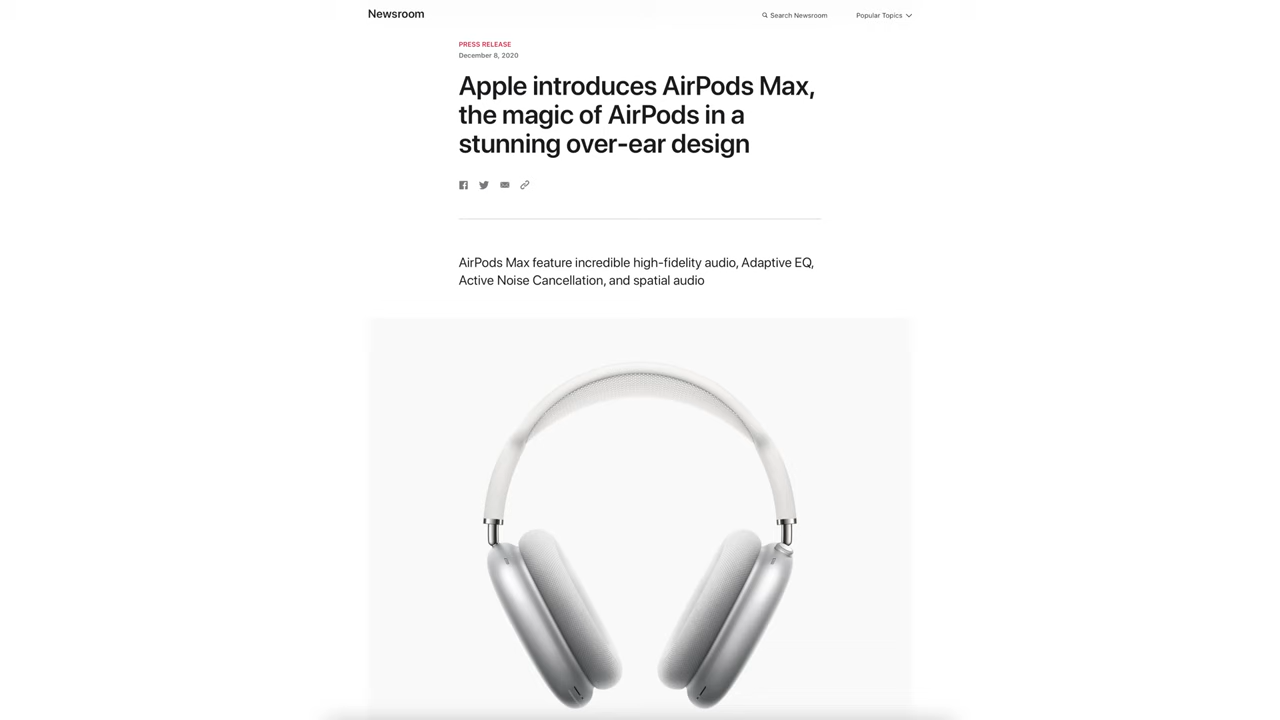 Newsroom
Search Newsroom
Popular Topics
PRESS RELEASE
December 8, 2020
Apple introduces AirPods Max,
the magic of AirPods in a
stunning over-ear design
AirPods Max feature incredible high-fidelity audio, Adaptive EQ,
Active Noise Cancellation, and spatial audio